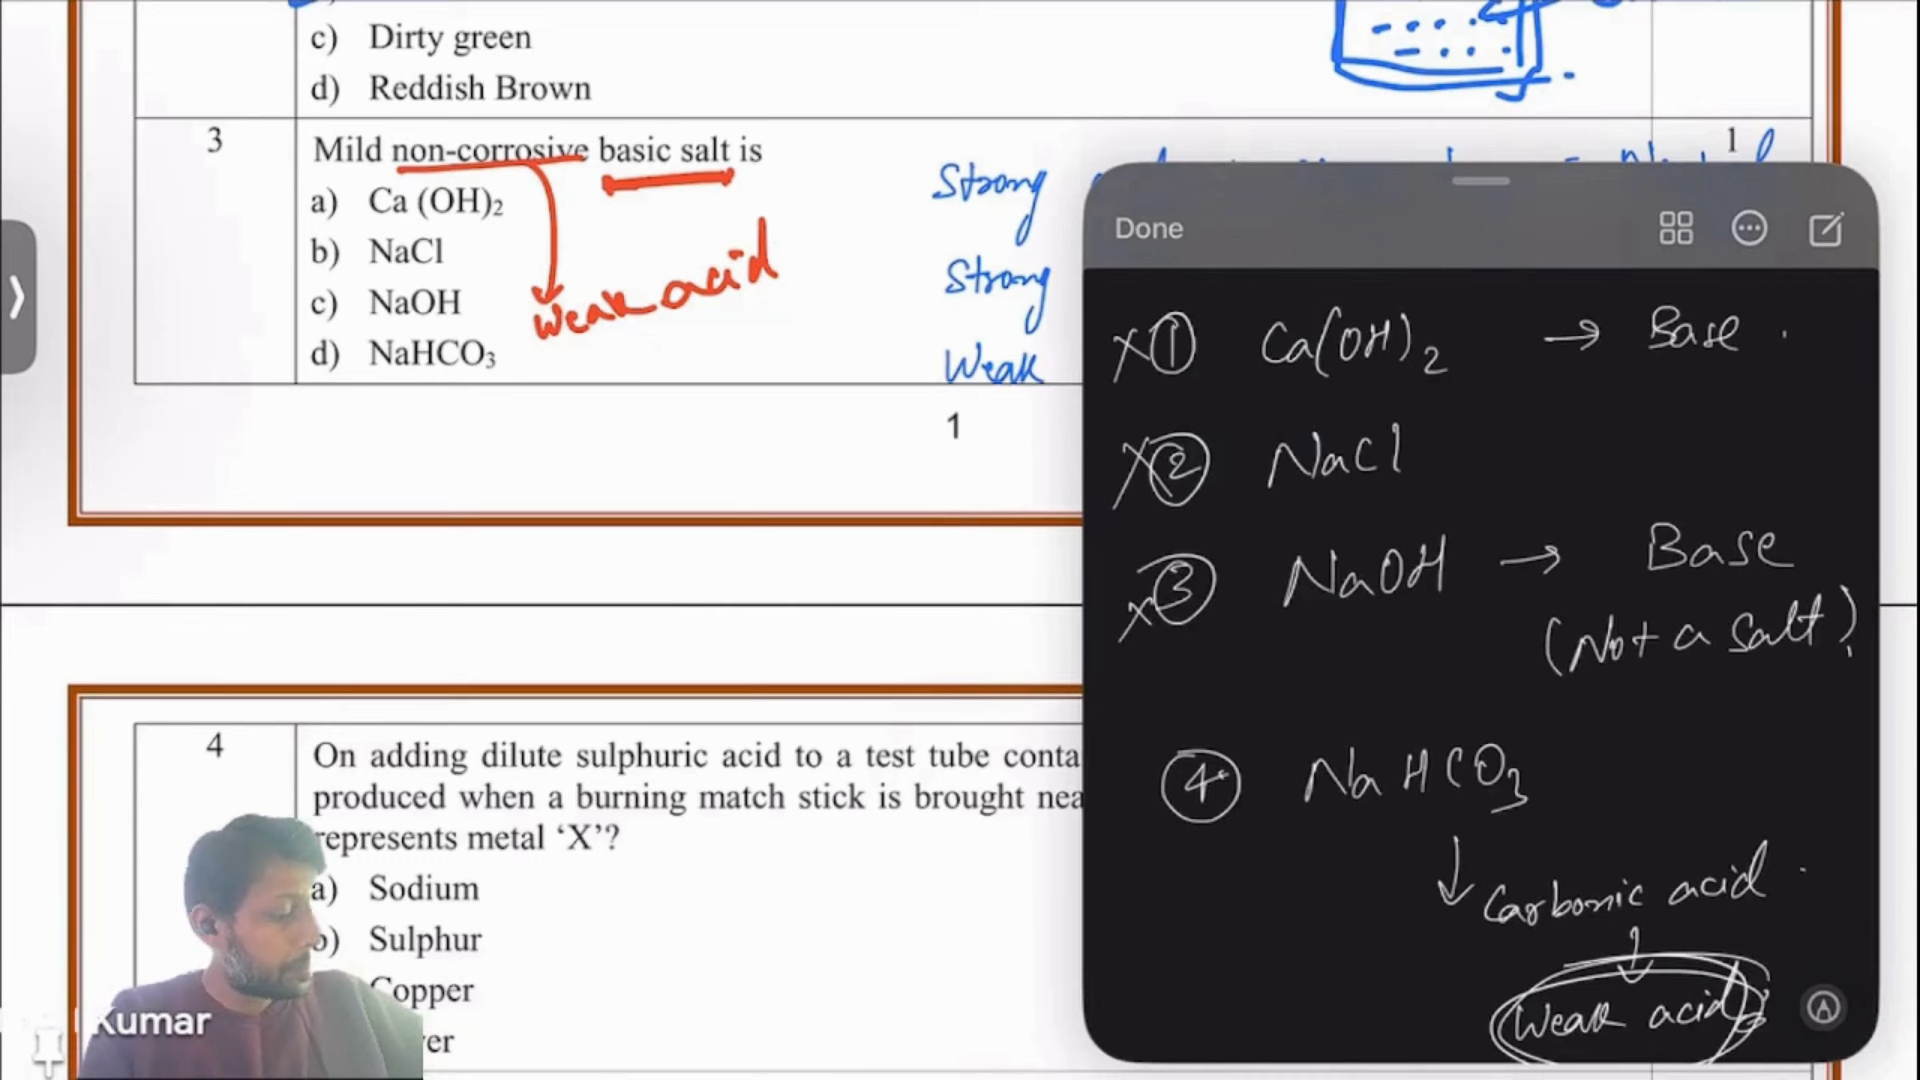 c) Dirty green
d) Reddish Brown
3 Mild non-corrosive basic salt is 1
a) Ca (OH)₂
b) NaCl
c) NaOH
d) NaHCO₃
weak acid
Strong
Strong
Weak
1
4 On adding dilute sulphuric acid to a test tube conta
produced when a burning match stick is brought nea
represents metal ‘X’?
a) Sodium
b) Sulphur
Copper
er
Kumar
Done
X ① Ca(OH)₂ → Base .
X ② NaCl
X ③ NaOH → Base
(Not a salt)
④ NaHCO₃
↓ Carbonic acid .
↓
Weak acid